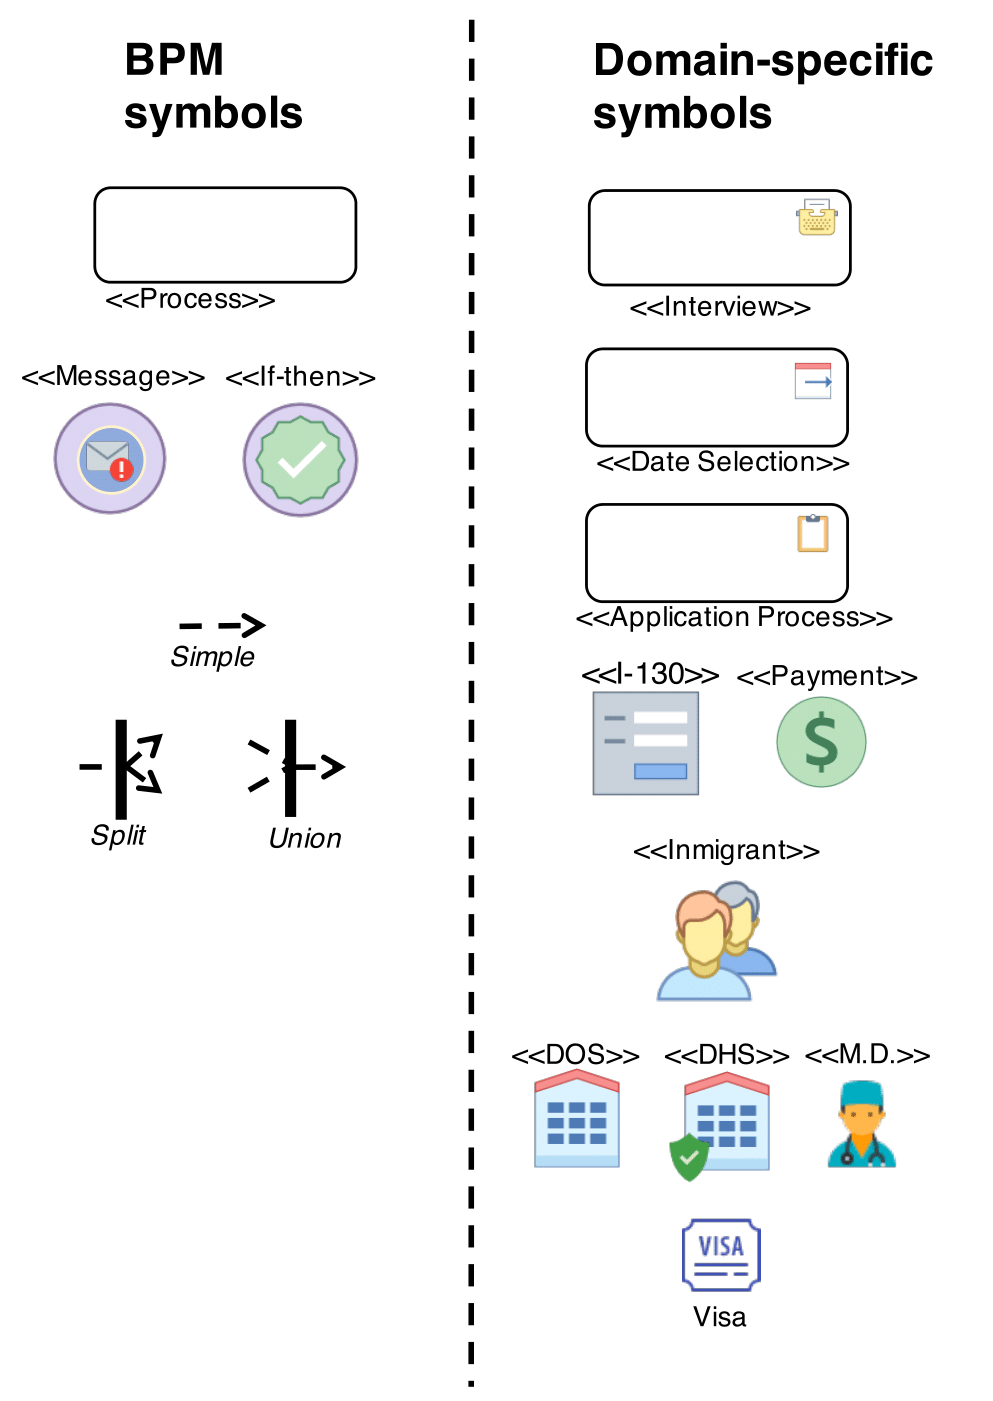 BPM
symbols
<<Process>>
<<Message>> <<If-then>>
Simple
Split
Union
Domain-specific
symbols
<<Interview>>
<<Date Selection>>
<<Application Process>>
<<I-130>> <<Payment>>
$
<<Inmigrant>>
<<DOS>> <<DHS>> <<M.D.>>
VISA
Visa